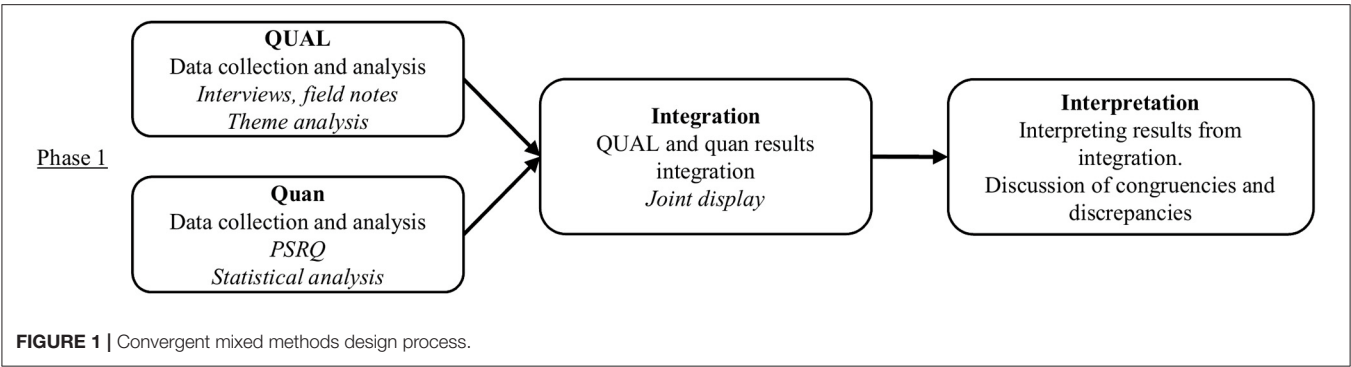 QUAL
Data collection and analysis
Interviews, field notes
Theme analysis
Phase 1
Quan
Data collection and analysis
PSRQ
Statistical analysis
Integration
QUAL and quan results
integration
Joint display
Interpretation
Interpreting results from
integration.
Discussion of congruencies and
discrepancies
FIGURE 1 | Convergent mixed methods design process.